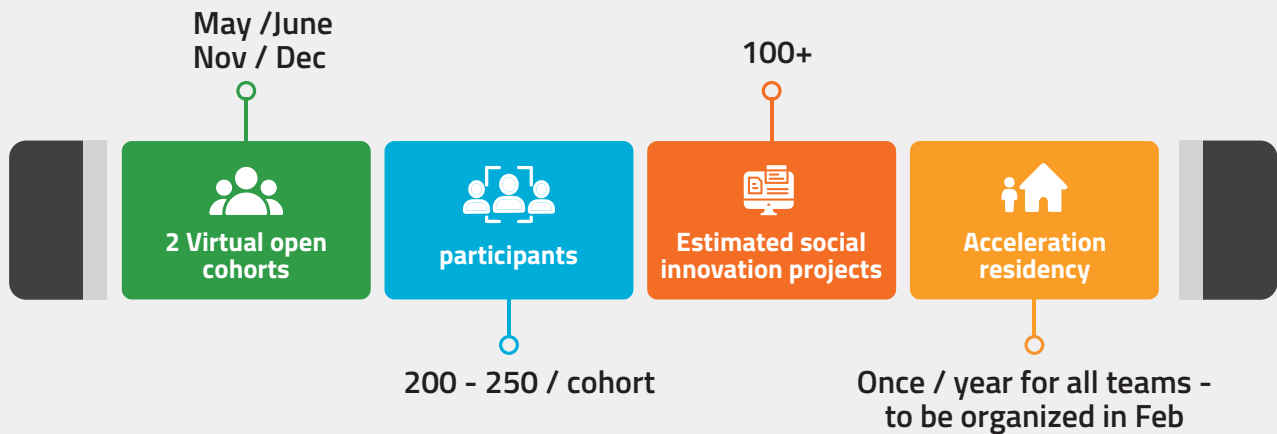 May /June
Nov / Dec
100+
2 Virtual open
cohorts
participants
Estimated social
innovation projects
Acceleration
residency
200 - 250 / cohort
Once / year for all teams -
to be organized in Feb